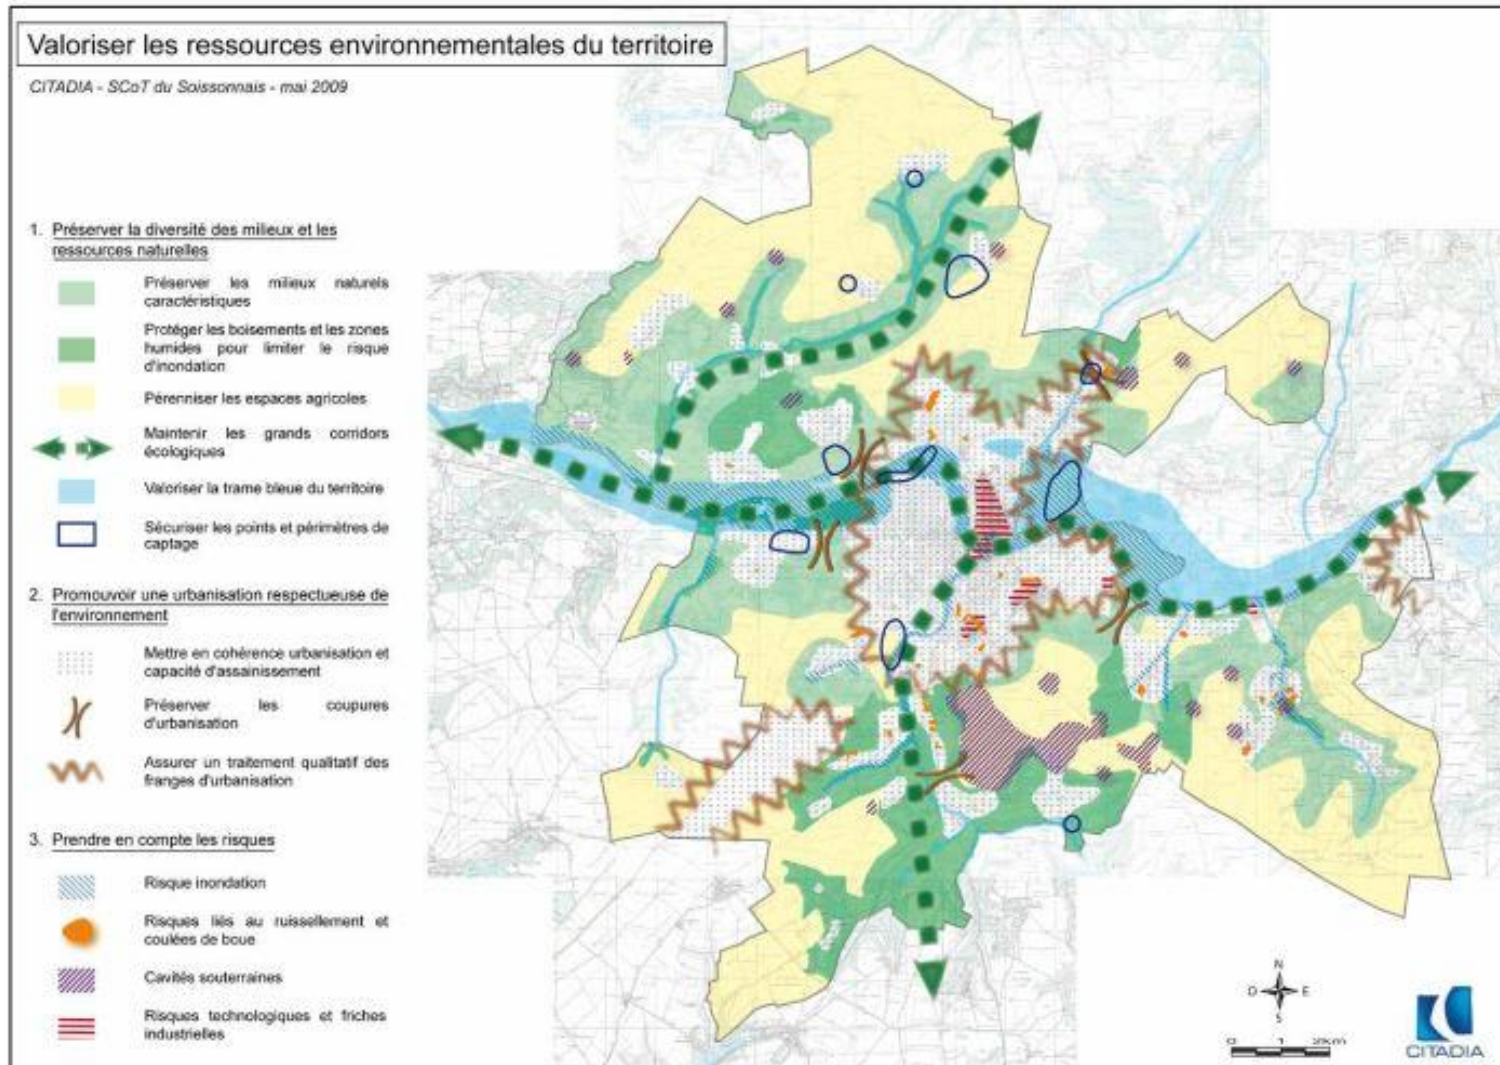 Valoriser les ressources environnementales du territoire
CITADIA - SCoT du Soissonnais - mai 2009
1. Préserver la diversité des milieux et les
ressources naturelles
Préserver les milieux naturels
caractéristiques
Protéger les boisements et les zones
humides pour limiter le risque
d'inondation
Pérenniser les espaces agricoles
Maintenir les grands corridors
écologiques
Valoriser la trame bleue du territoire
Sécuriser les points et périmètres de
captage
2. Promouvoir une urbanisation respectueuse de
l'environnement
Mettre en cohérence urbanisation et
capacité d'assainissement
Préserver les coupures
d'urbanisation
Assurer un traitement qualitatif des
franges d'urbanisation
3. Prendre en compte les risques
Risque inondation
Risques liés au ruissellement et
coulées de boue
Cavités souterraines
Risques technologiques et friches
industrielles
N
O E
S
0 1 2km
CITADIA